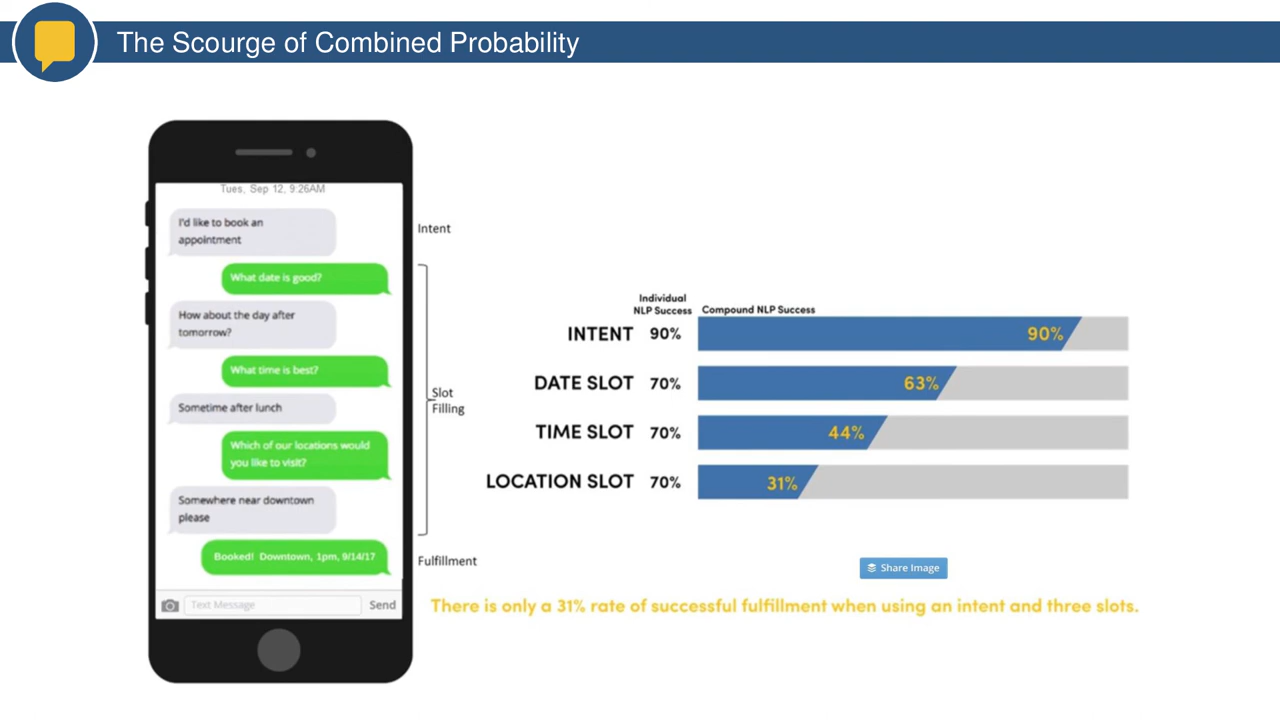 The Scourge of Combined Probability
Tues, Sep 12, 9:26AM
I'd like to book an
appointment
What date is good?
How about the day after
tomorrow?
What time is best?
Sometime after lunch
Which of our locations would
you like to visit?
Somewhere near downtown
please
Booked! Downtown, 1pm, 9/14/17
Text Message
Send
Intent
Slot
Filling
Fulfillment
Individual
NLP Success
Compound NLP Success
INTENT 90% 90%
DATE SLOT 70% 63%
TIME SLOT 70% 44%
LOCATION SLOT 70% 31%
Share Image
There is only a 31% rate of successful fulfillment when using an intent and three slots.